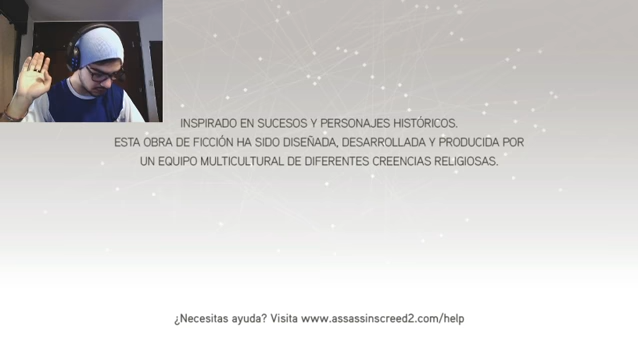 INSPIRADO EN SUCESOS Y PERSONAJES HISTÓRICOS.
ESTA OBRA DE FICCIÓN HA SIDO DISEÑADA, DESARROLLADA Y PRODUCIDA POR
UN EQUIPO MULTICULTURAL DE DIFERENTES CREENCIAS RELIGIOSAS.
¿Necesitas ayuda? Visita www.assassinscreed2.com/help